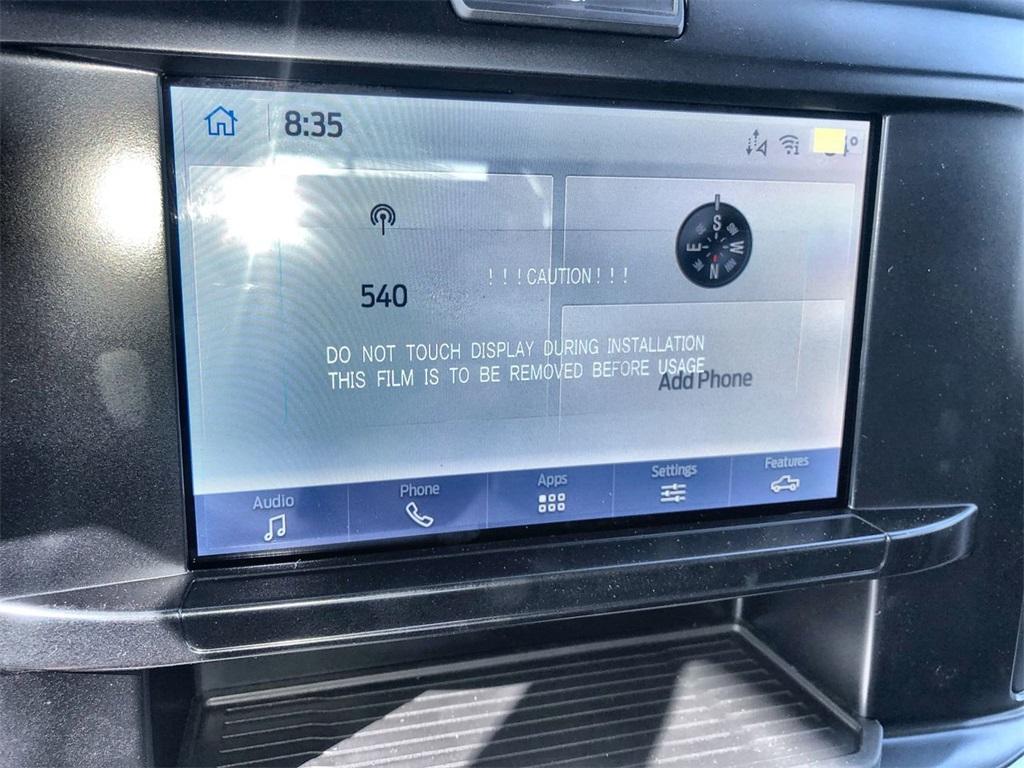 8:35
540
S
E W
N
! ! ! CAUTION ! ! !
DO NOT TOUCH DISPLAY DURING INSTALLATION
THIS FILM IS TO BE REMOVED BEFORE USAGE
Add Phone
Audio
Phone
Apps
Settings
Features